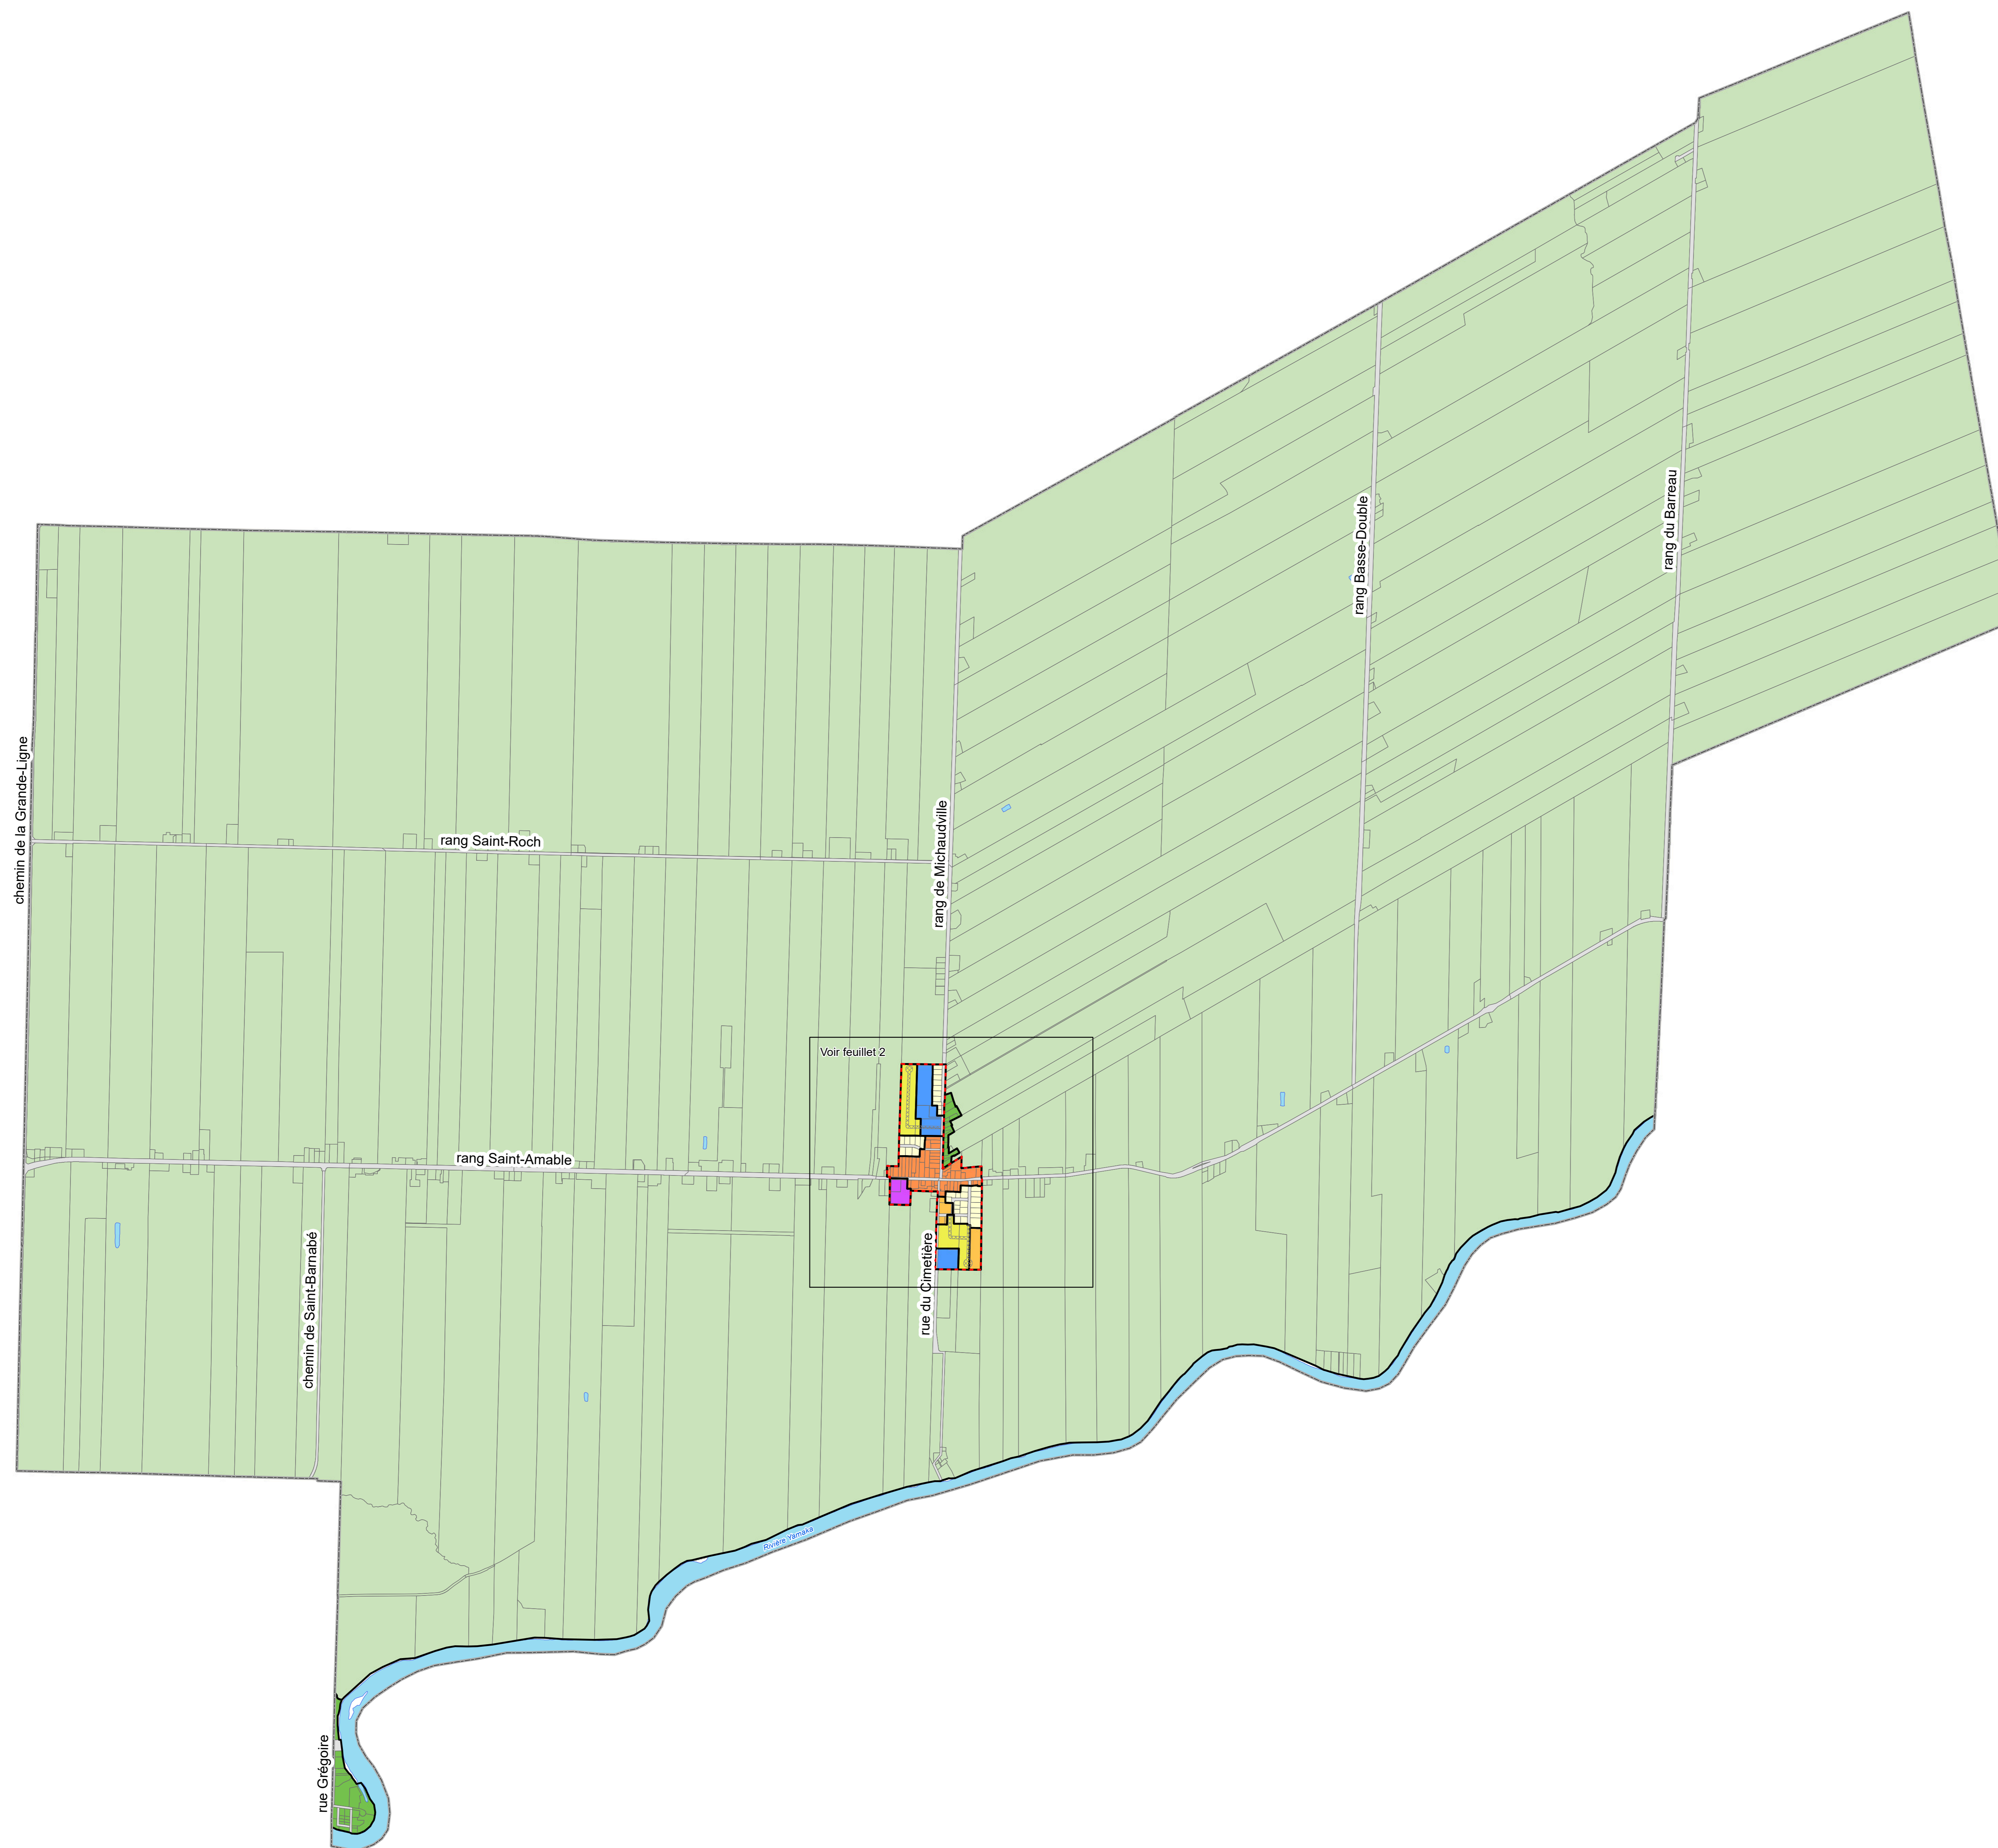 rang du Barreau
rang Basse-Double
chemin de la Grande-Ligne
rang Saint-Roch
rang de Michaudville
Voir feuillet 2
rang Saint-Amable
chemin de Saint-Barnabé
rue du Cimetière
Rivière Yamaka
rue Grégoire